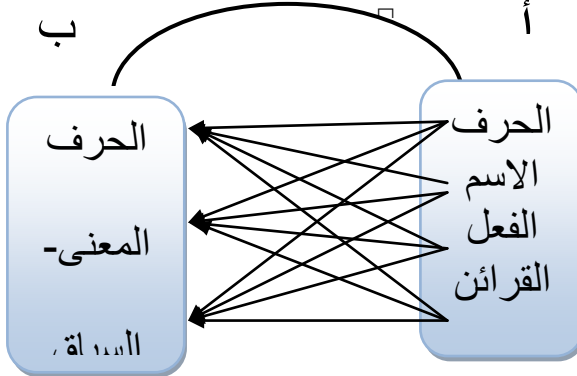 أ
ب
الحرف
الاسم
الفعل
القرائن
الحرف
المعنى-